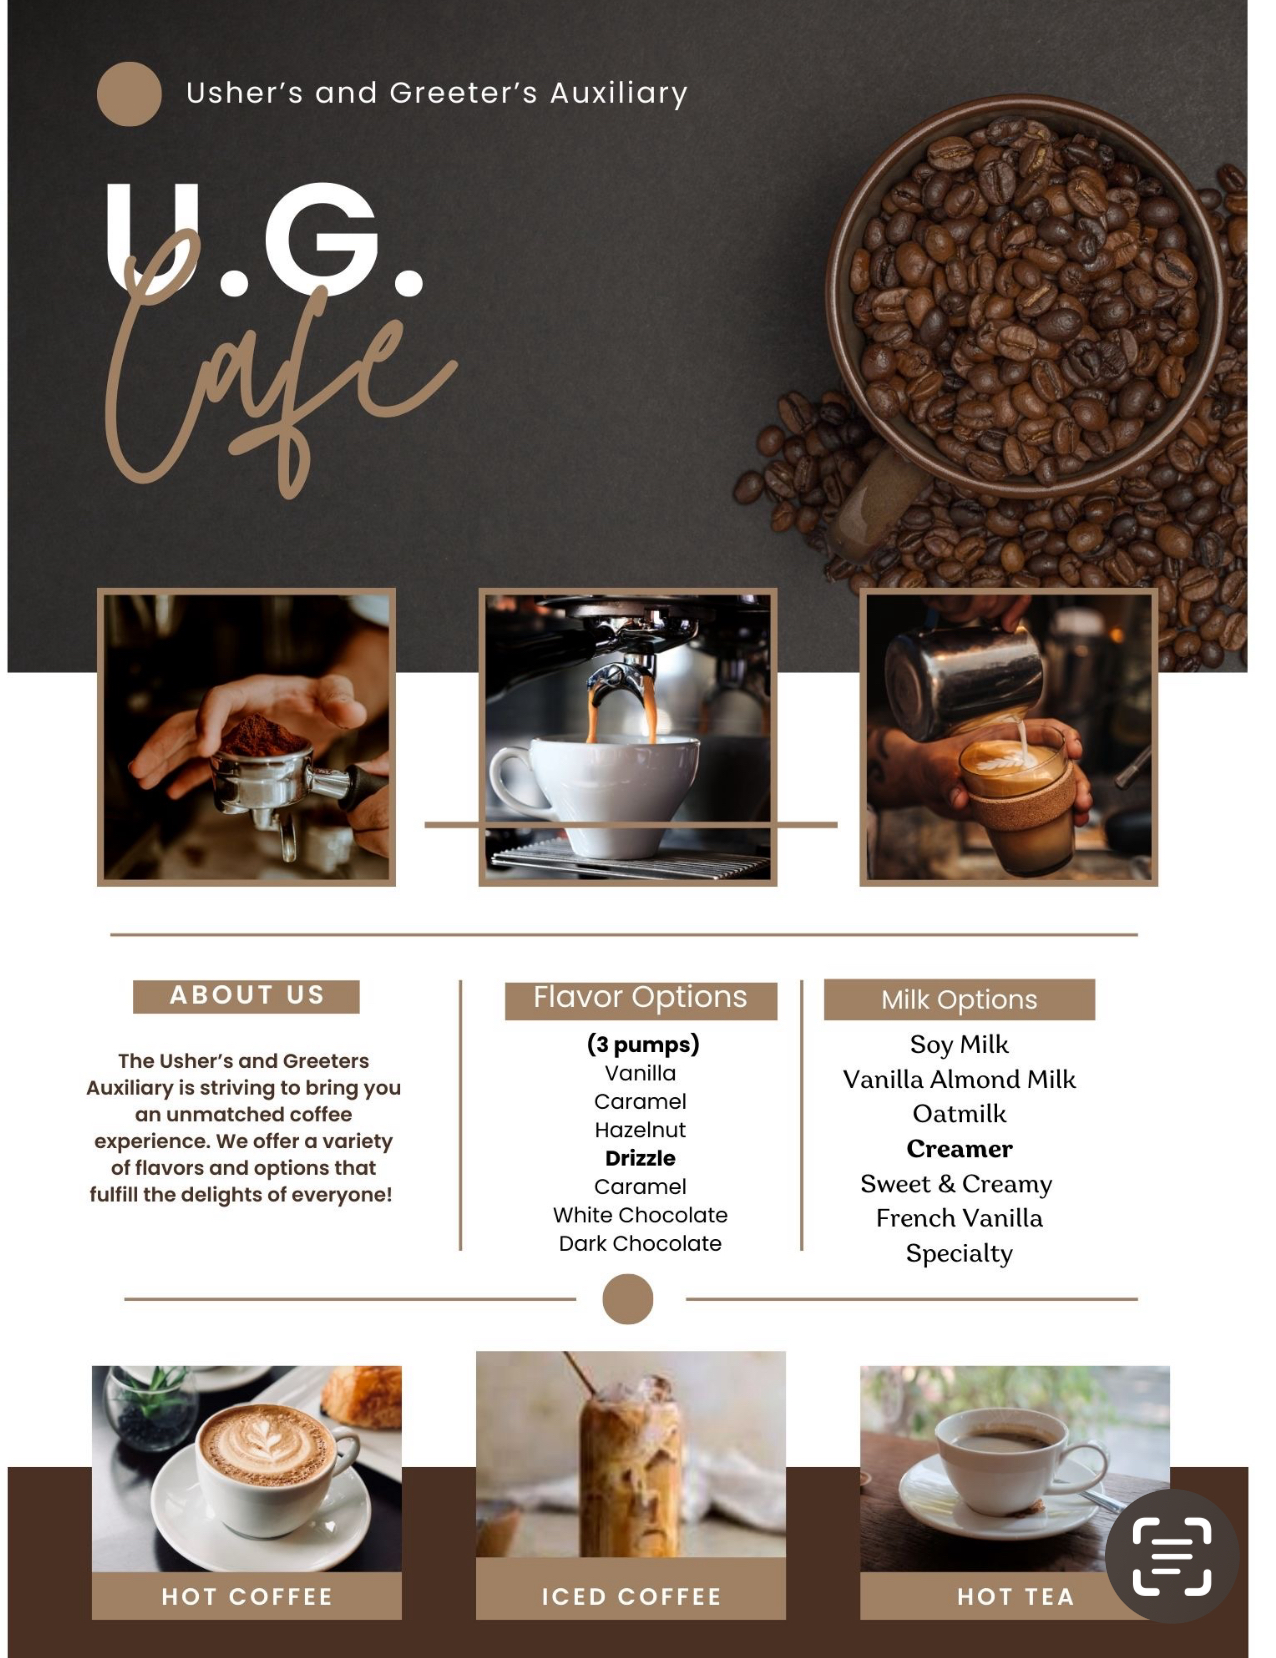 Usher’s and Greeter’s Auxiliary
U.G.
Cafe
ABOUT US
The Usher’s and Greeters
Auxiliary is striving to bring you
an unmatched coffee
experience. We offer a variety
of flavors and options that
fulfill the delights of everyone!
Flavor Options
(3 pumps)
Vanilla
Caramel
Hazelnut
Drizzle
Caramel
White Chocolate
Dark Chocolate
Milk Options
Soy Milk
Vanilla Almond Milk
Oatmilk
Creamer
Sweet & Creamy
French Vanilla
Specialty
HOT COFFEE
ICED COFFEE
HOT TEA